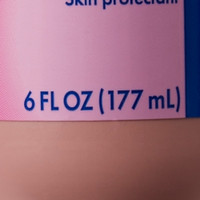 Skin protectant
6 FL OZ (177 mL)